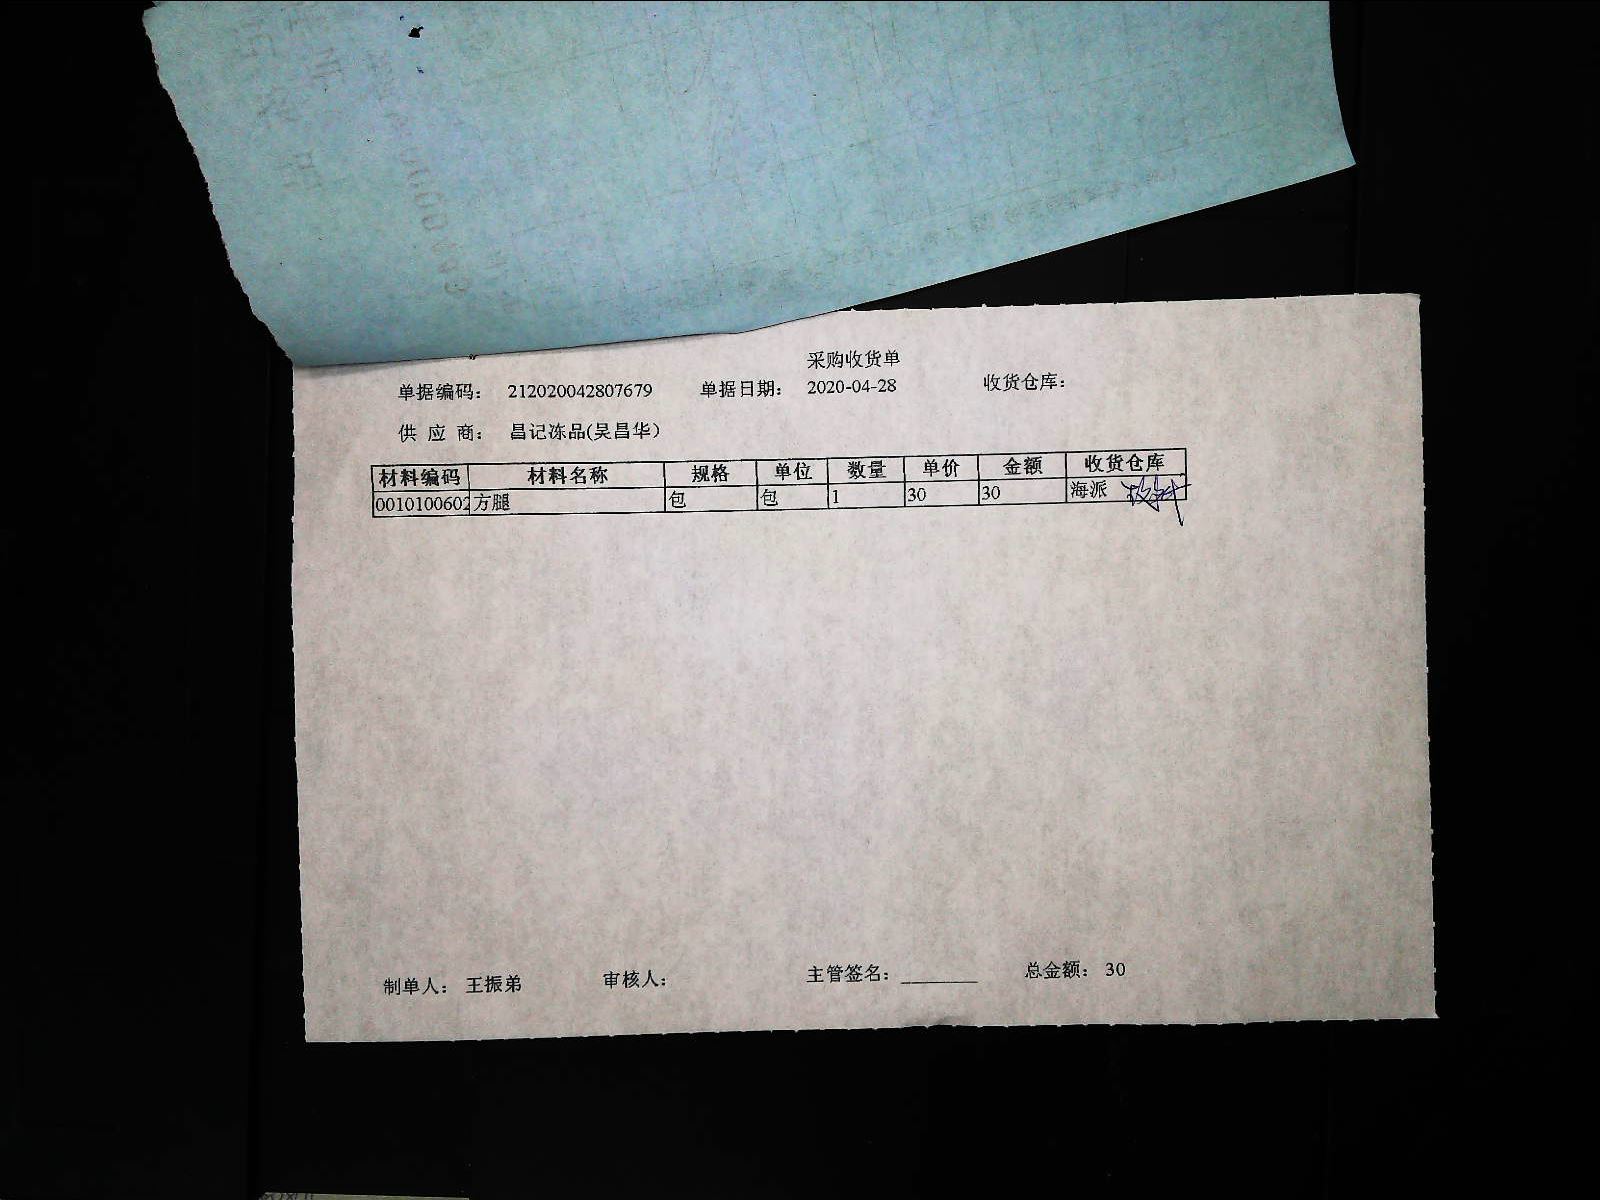 采购收货单
单据编码： 212020042807679 单据日期： 2020-04-28 收货仓库：
供 应 商： 昌记冻品(吴昌华)
材料编码 材料名称 规格 单位 数量 单价 金额 收货仓库
0010100602 方腿 包 包 1 30 30 海派
制单人： 王振弟 审核人： 主管签名：________ 总金额： 30